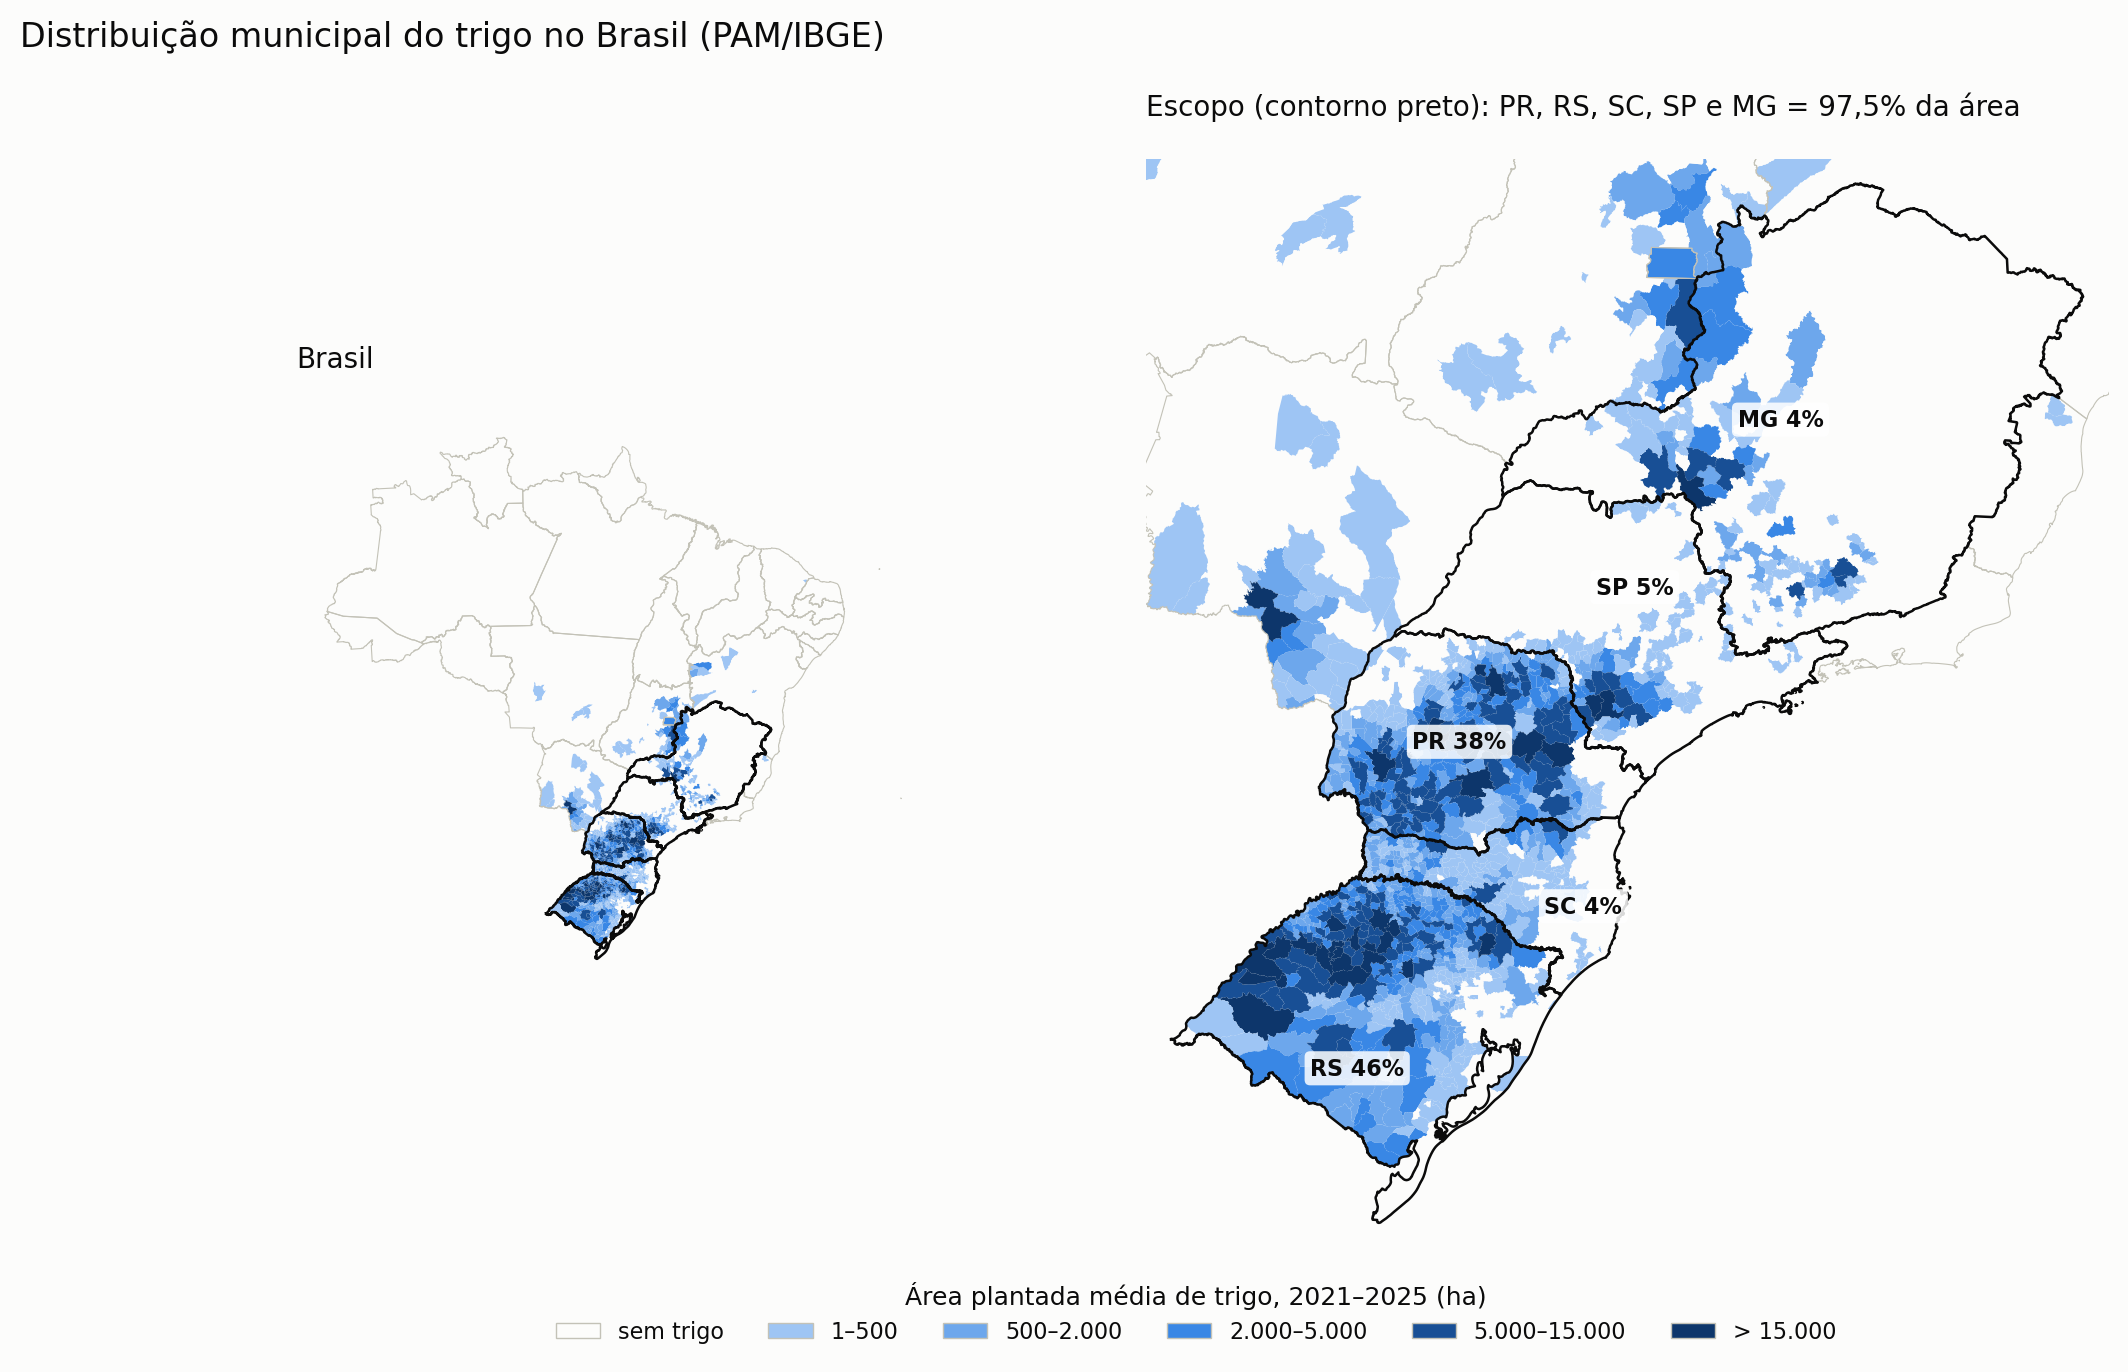 Distribuição municipal do trigo no Brasil (PAM/IBGE)
Escopo (contorno preto): PR, RS, SC, SP e MG = 97,5% da área
Brasil
MG 4%
SP 5%
PR 38%
SC 4%
RS 46%
Área plantada média de trigo, 2021–2025 (ha)
sem trigo 1–500 500–2.000 2.000–5.000 5.000–15.000 > 15.000